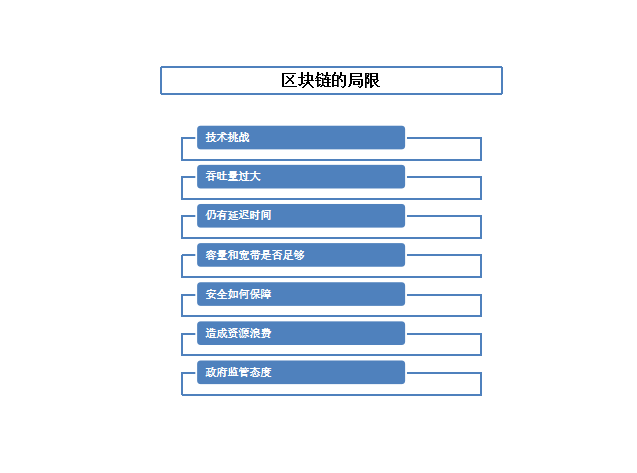 区块链的局限
技术挑战
吞吐量过大
仍有延迟时间
容量和宽带是否足够
安全如何保障
造成资源浪费
政府监管态度